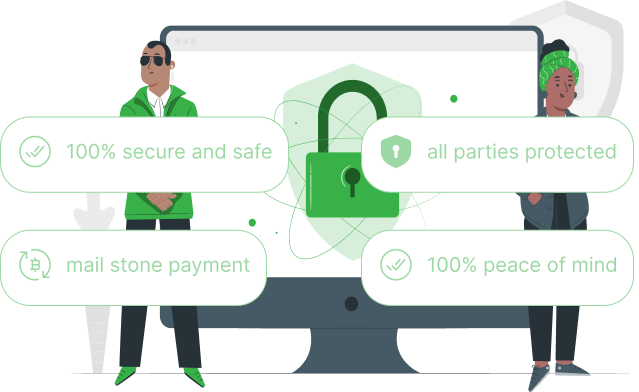 100% secure and safe
all parties protected
mail stone payment
100% peace of mind